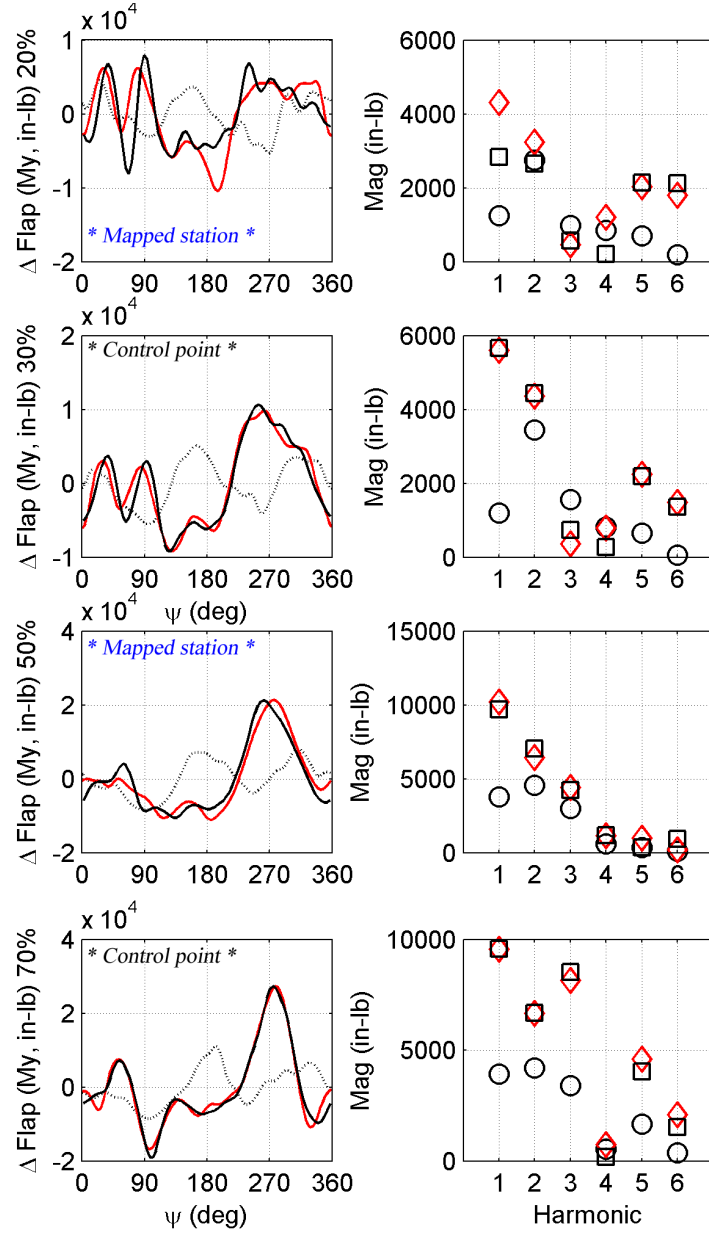 x 10^4
Δ Flap (My, in-lb) 20%
1
0
-1
-2
* Mapped station *
0 90 180 270 360
Mag (in-lb)
6000
4000
2000
0
1 2 3 4 5 6
x 10^4
Δ Flap (My, in-lb) 30%
2
1
0
-1
* Control point *
0 90 180 270 360
ψ (deg)
Mag (in-lb)
6000
4000
2000
0
1 2 3 4 5 6
x 10^4
Δ Flap (My, in-lb) 50%
4
2
0
-2
* Mapped station *
0 90 180 270 360
Mag (in-lb)
15000
10000
5000
0
1 2 3 4 5 6
x 10^4
Δ Flap (My, in-lb) 70%
4
2
0
-2
* Control point *
0 90 180 270 360
ψ (deg)
Mag (in-lb)
10000
5000
0
1 2 3 4 5 6
Harmonic